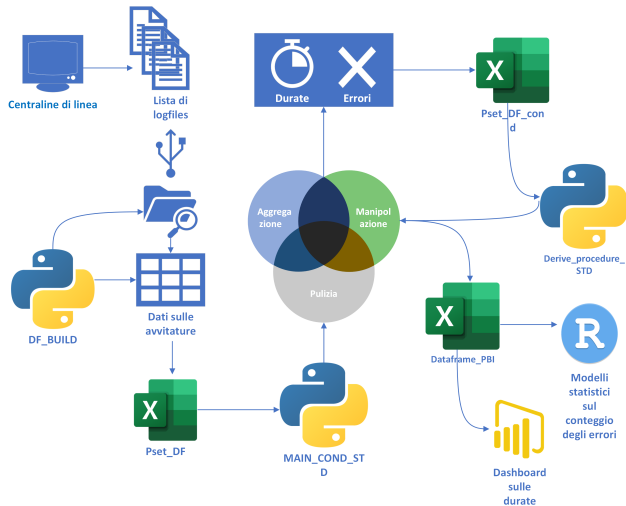 Centraline di linea
Lista di
logfiles
Durate
Errori
X
Pset_DF_con
d
Aggrega
zione
Manipol
azione
Pulizia
Derive_procedure_
STD
DF_BUILD
Dati sulle
avvitature
X
Dataframe_PBI
R
Modelli
statistici
sul
conteggio
degli errori
X
Pset_DF
MAIN_COND_ST
D
Dashboard
sulle
durate